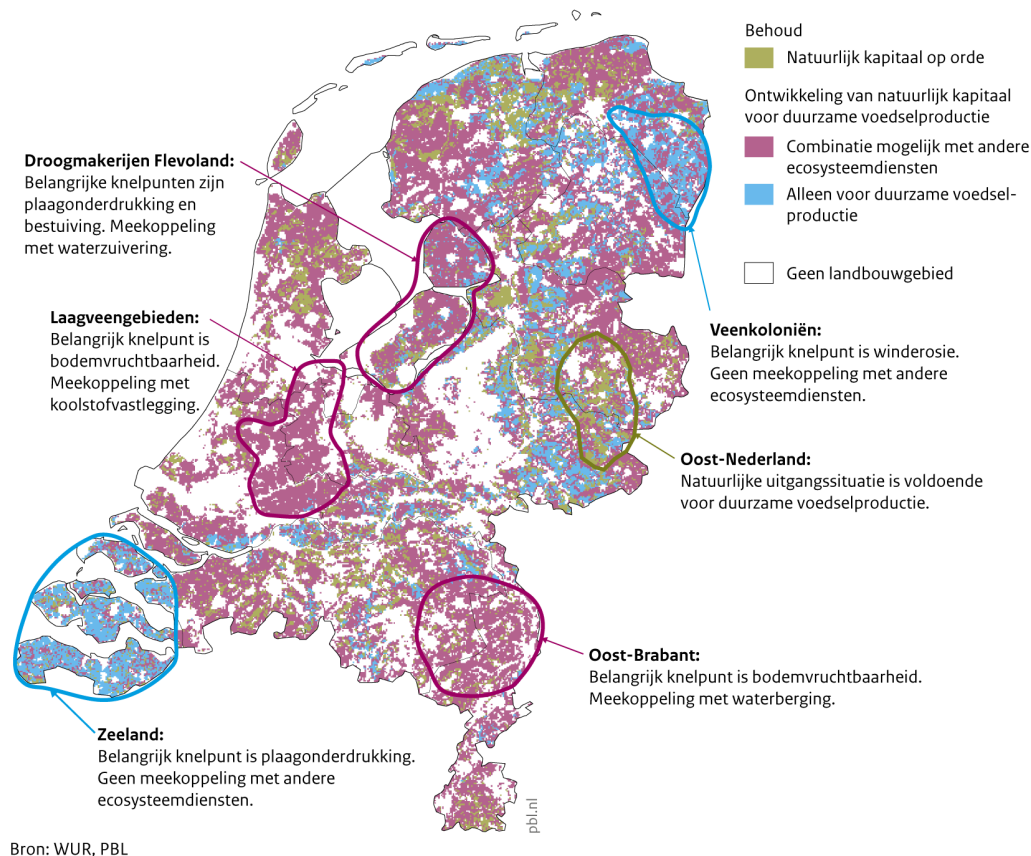 Behoud
Natuurlijk kapitaal op orde
Ontwikkeling van natuurlijk kapitaal
voor duurzame voedselproductie
Combinatie mogelijk met andere
ecosysteemdiensten
Alleen voor duurzame voedsel-
productie
Geen landbouwgebied
Droogmakerijen Flevoland:
Belangrijke knelpunten zijn
plaagonderdrukking en
bestuiving. Meekoppeling
met waterzuivering.
Laagveengebieden:
Belangrijk knelpunt is
bodemvruchtbaarheid.
Meekoppeling met
koolstofvastlegging.
Veenkoloniën:
Belangrijk knelpunt is winderosie.
Geen meekoppeling met andere
ecosysteemdiensten.
Oost-Nederland:
Natuurlijke uitgangssituatie is voldoende
voor duurzame voedselproductie.
Oost-Brabant:
Belangrijk knelpunt is bodemvruchtbaarheid.
Meekoppeling met waterberging.
Zeeland:
Belangrijk knelpunt is plaagonderdrukking.
Geen meekoppeling met andere
ecosysteemdiensten.
pbl.nl
Bron: WUR, PBL